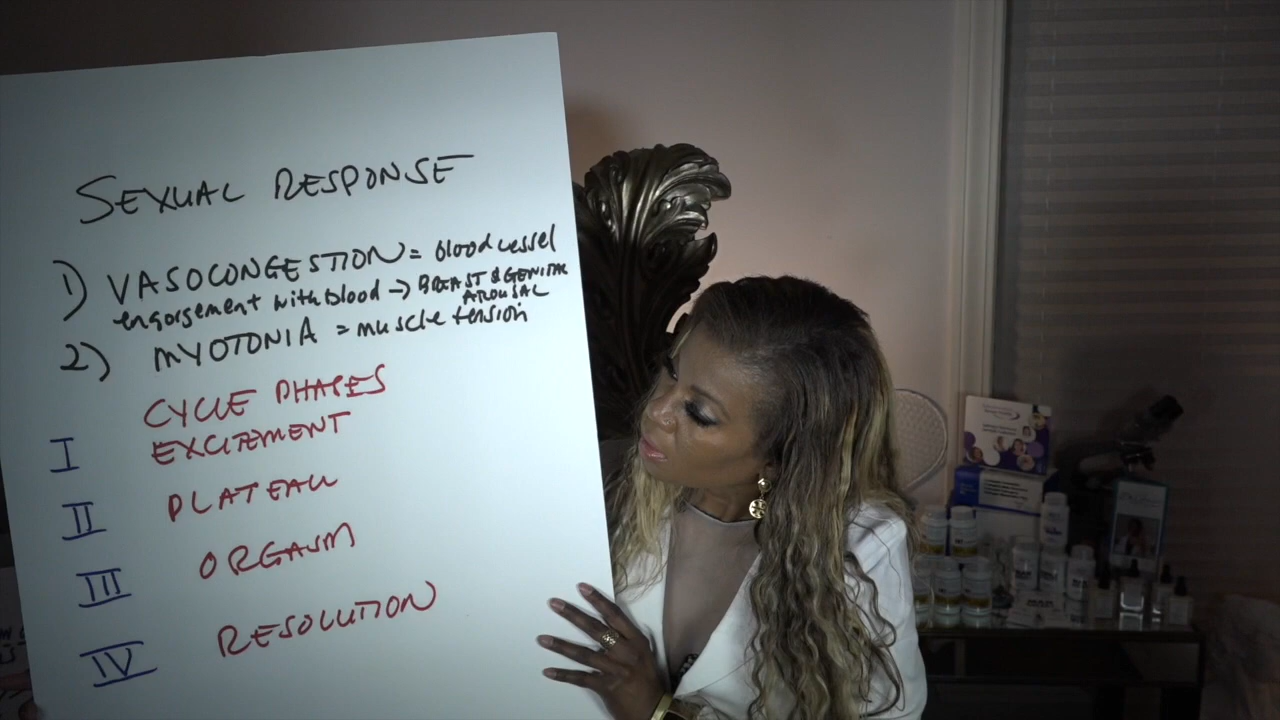 SEXUAL RESPONSE
1) VASOCONGESTION = blood vessel
engorgement with blood → BREAST & GENITAL
AROUSAL
2) MYOTONIA = muscle tension
CYCLE PHASES
I EXCITEMENT
II PLATEAU
III ORGASM
IV RESOLUTION